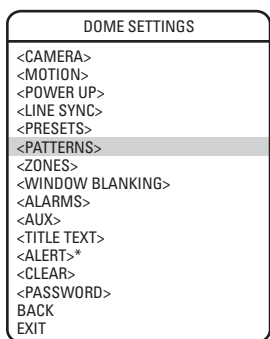 DOME SETTINGS
<CAMERA>
<MOTION>
<POWER UP>
<LINE SYNC>
<PRESETS>
<PATTERNS>
<ZONES>
<WINDOW BLANKING>
<ALARMS>
<AUX>
<TITLE TEXT>
<ALERT>*
<CLEAR>
<PASSWORD>
BACK
EXIT